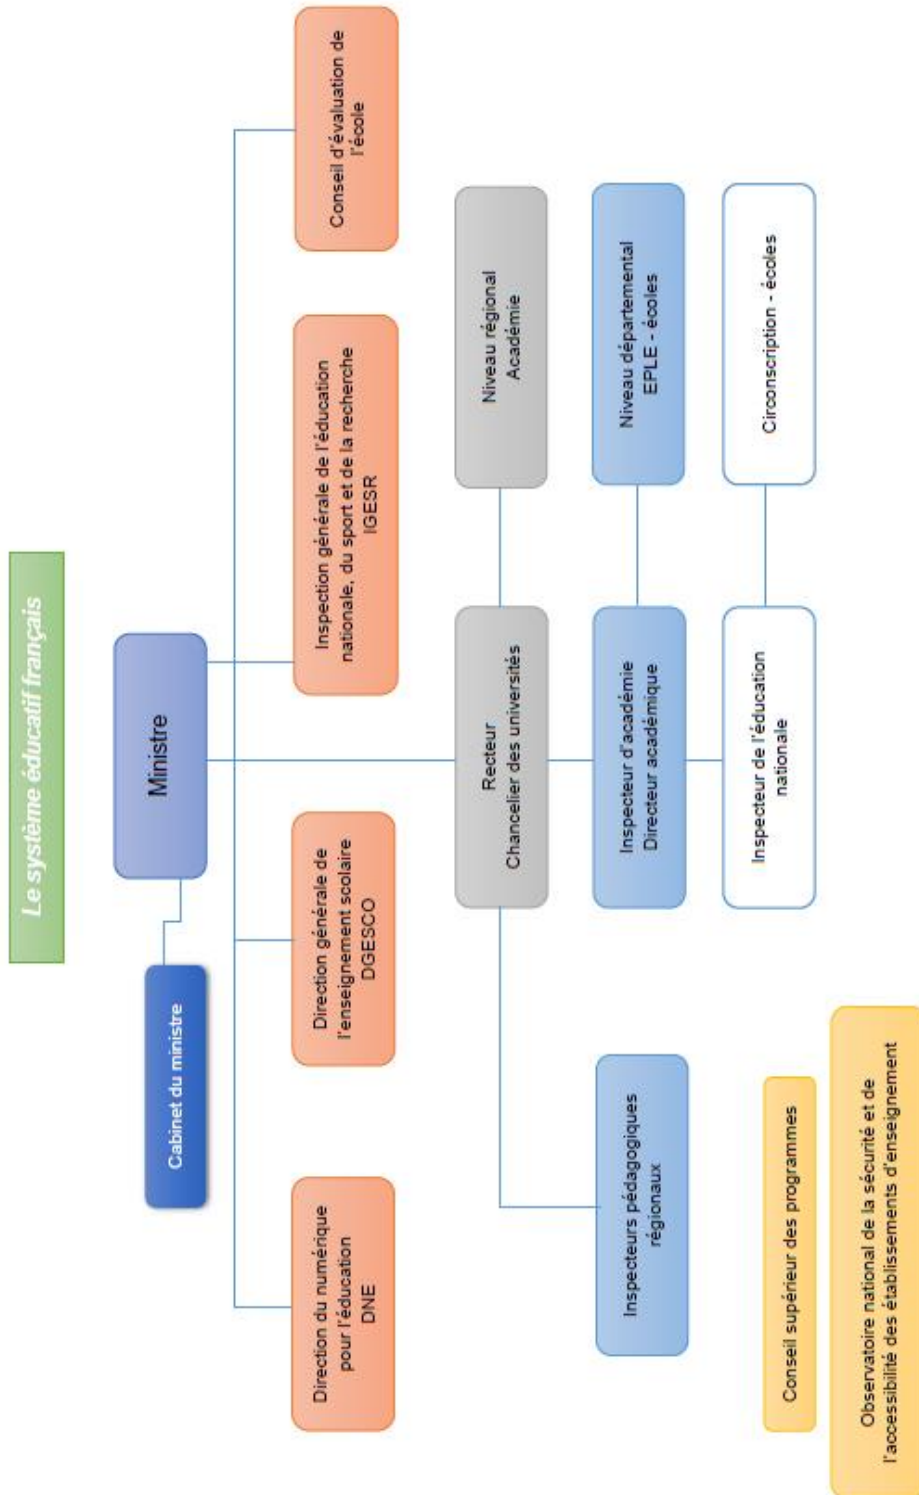 Le système éducatif français
Ministre
Cabinet du ministre
Direction du numérique
pour l'éducation
DNE
Direction générale de
l'enseignement scolaire
DGESCO
Inspection générale de l'éducation
nationale, du sport et de la recherche
IGESR
Conseil d'évaluation de
l'école
Recteur
Chancelier des universités
Niveau régional
Académie
Inspecteurs pédagogiques
régionaux
Inspecteur d'académie
Directeur académique
Niveau départemental
EPLE - écoles
Inspecteur de l'éducation
nationale
Circonscription - écoles
Conseil supérieur des programmes
Observatoire national de la sécurité et de
l'accessibilité des établissements d'enseignement